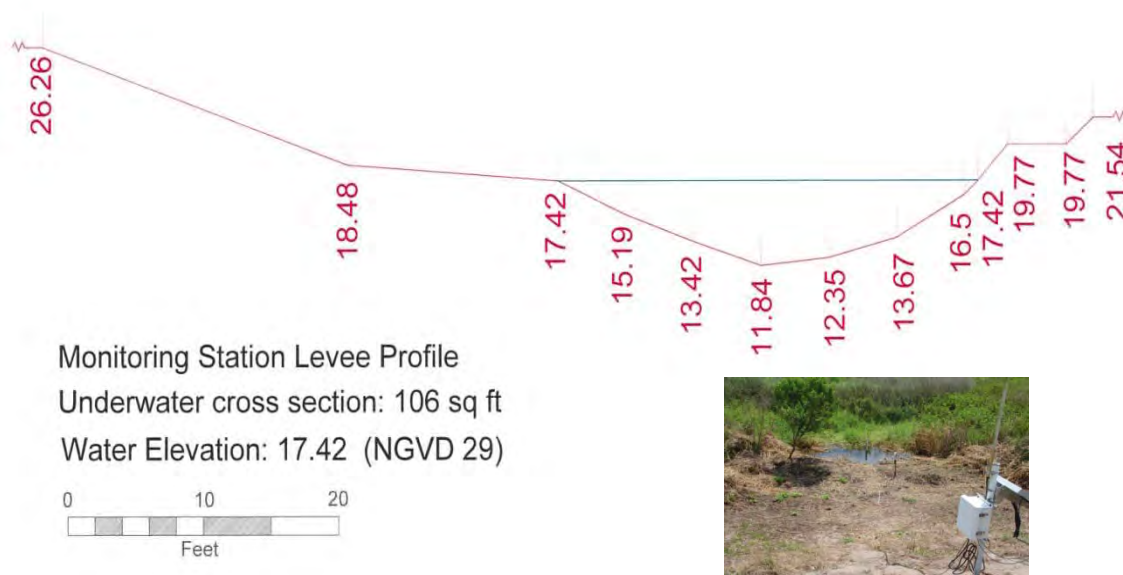 26.26
18.48
17.42
15.19
13.42
11.84
12.35
13.67
16.5
17.42
19.77
19.77
21.54
Monitoring Station Levee Profile
Underwater cross section: 106 sq ft
Water Elevation: 17.42 (NGVD 29)
0 10 20
Feet